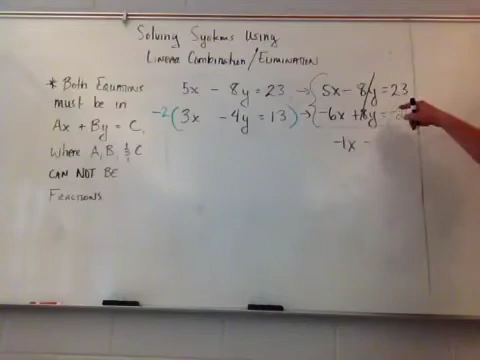 Solving Systems Using
Linear Combination/Elimination
* Both Equations
must be in
Ax + By = C,
where A, B, & C
CAN NOT BE
Fractions
5x - 8y = 23 → { 5x - 8y = 23
-2( 3x - 4y = 13) → { -6x + 8y = -2
-1x =